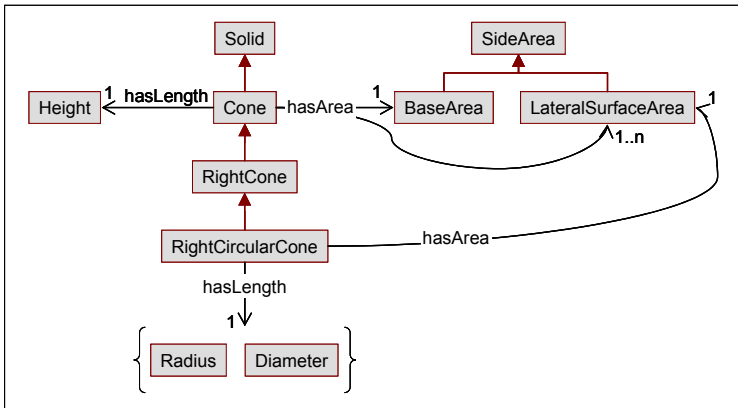 Solid
SideArea
Height
1
hasLength
Cone
hasArea
1
BaseArea
LateralSurfaceArea
1
1..n
RightCone
RightCircularCone
hasArea
hasLength
1
Radius
Diameter